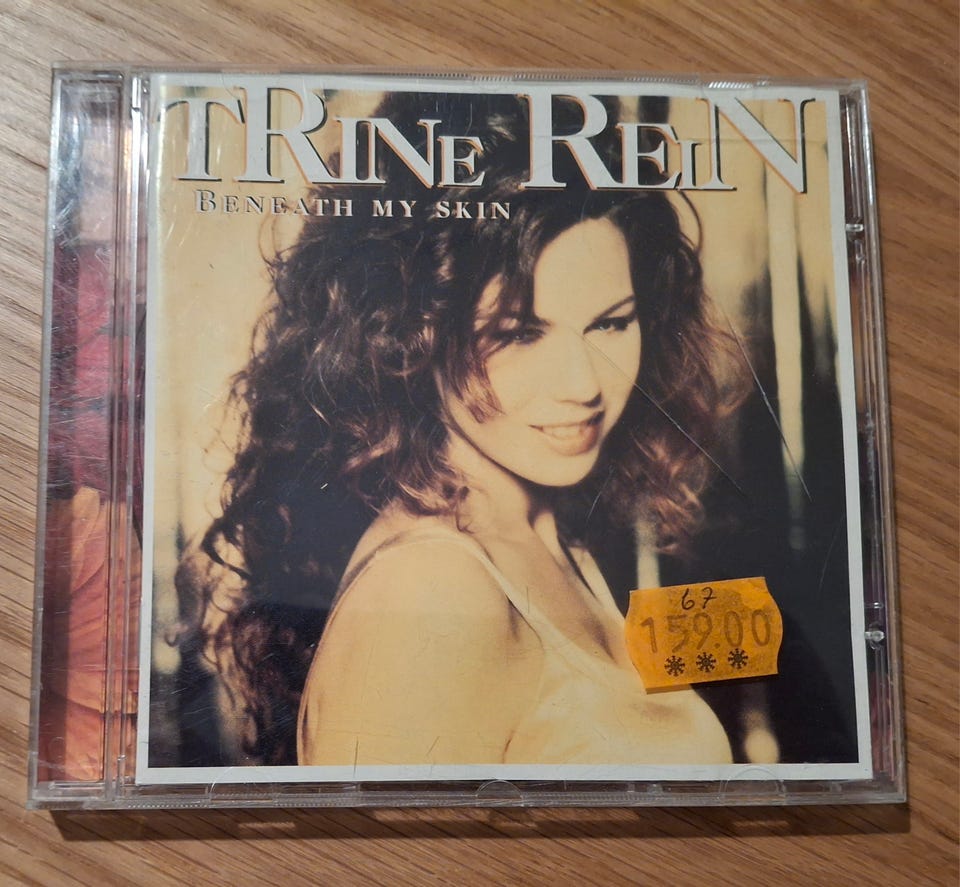 TRINE REIN
BENEATH MY SKIN
67
159.00
***